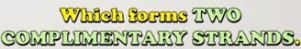 Which forms TWO
COMPLIMENTARY STRANDS.